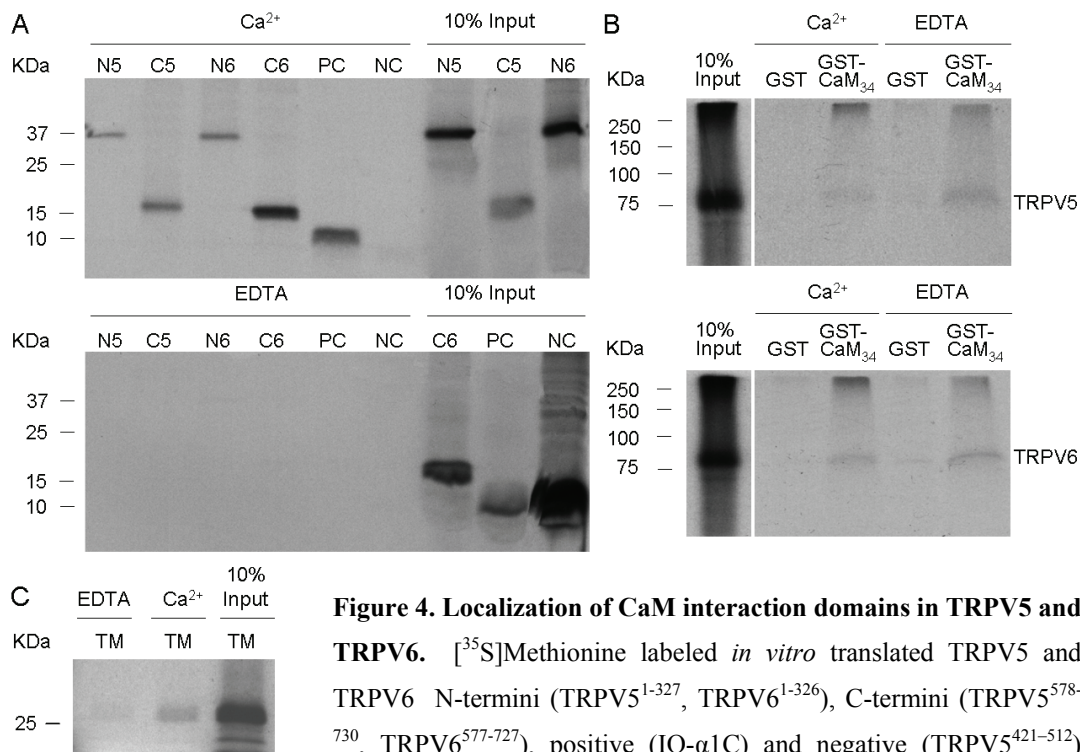 A
Ca2+ 10% Input
KDa N5 C5 N6 C6 PC NC N5 C5 N6
37
25
15
10
EDTA 10% Input
KDa N5 C5 N6 C6 PC NC C6 PC NC
37
25
15
10
B
Ca2+ EDTA
KDa 10% Input GST GST-CaM34 GST GST-CaM34
250
150
100
75 TRPV5
Ca2+ EDTA
KDa 10% Input GST GST-CaM34 GST GST-CaM34
250
150
100
75 TRPV6
C
EDTA Ca2+ 10% Input
KDa TM TM TM
25
Figure 4. Localization of CaM interaction domains in TRPV5 and
TRPV6. [35S]Methionine labeled in vitro translated TRPV5 and
TRPV6 N-termini (TRPV51-327, TRPV61-326), C-termini (TRPV5578-
730, TRPV6577-727), positive (IQ-α1C) and negative (TRPV5421–512)